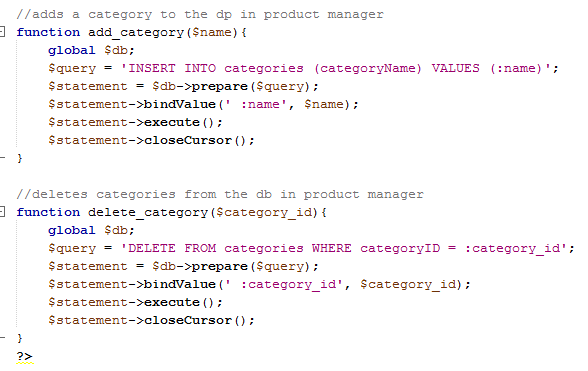 //adds a category to the dp in product manager
function add_category($name){
global $db;
$query = 'INSERT INTO categories (categoryName) VALUES (:name)';
$statement = $db->prepare($query);
$statement->bindValue(' :name', $name);
$statement->execute();
$statement->closeCursor();
}
//deletes categories from the db in product manager
function delete_category($category_id){
global $db;
$query = 'DELETE FROM categories WHERE categoryID = :category_id';
$statement = $db->prepare($query);
$statement->bindValue(' :category_id', $category_id);
$statement->execute();
$statement->closeCursor();
}
?>